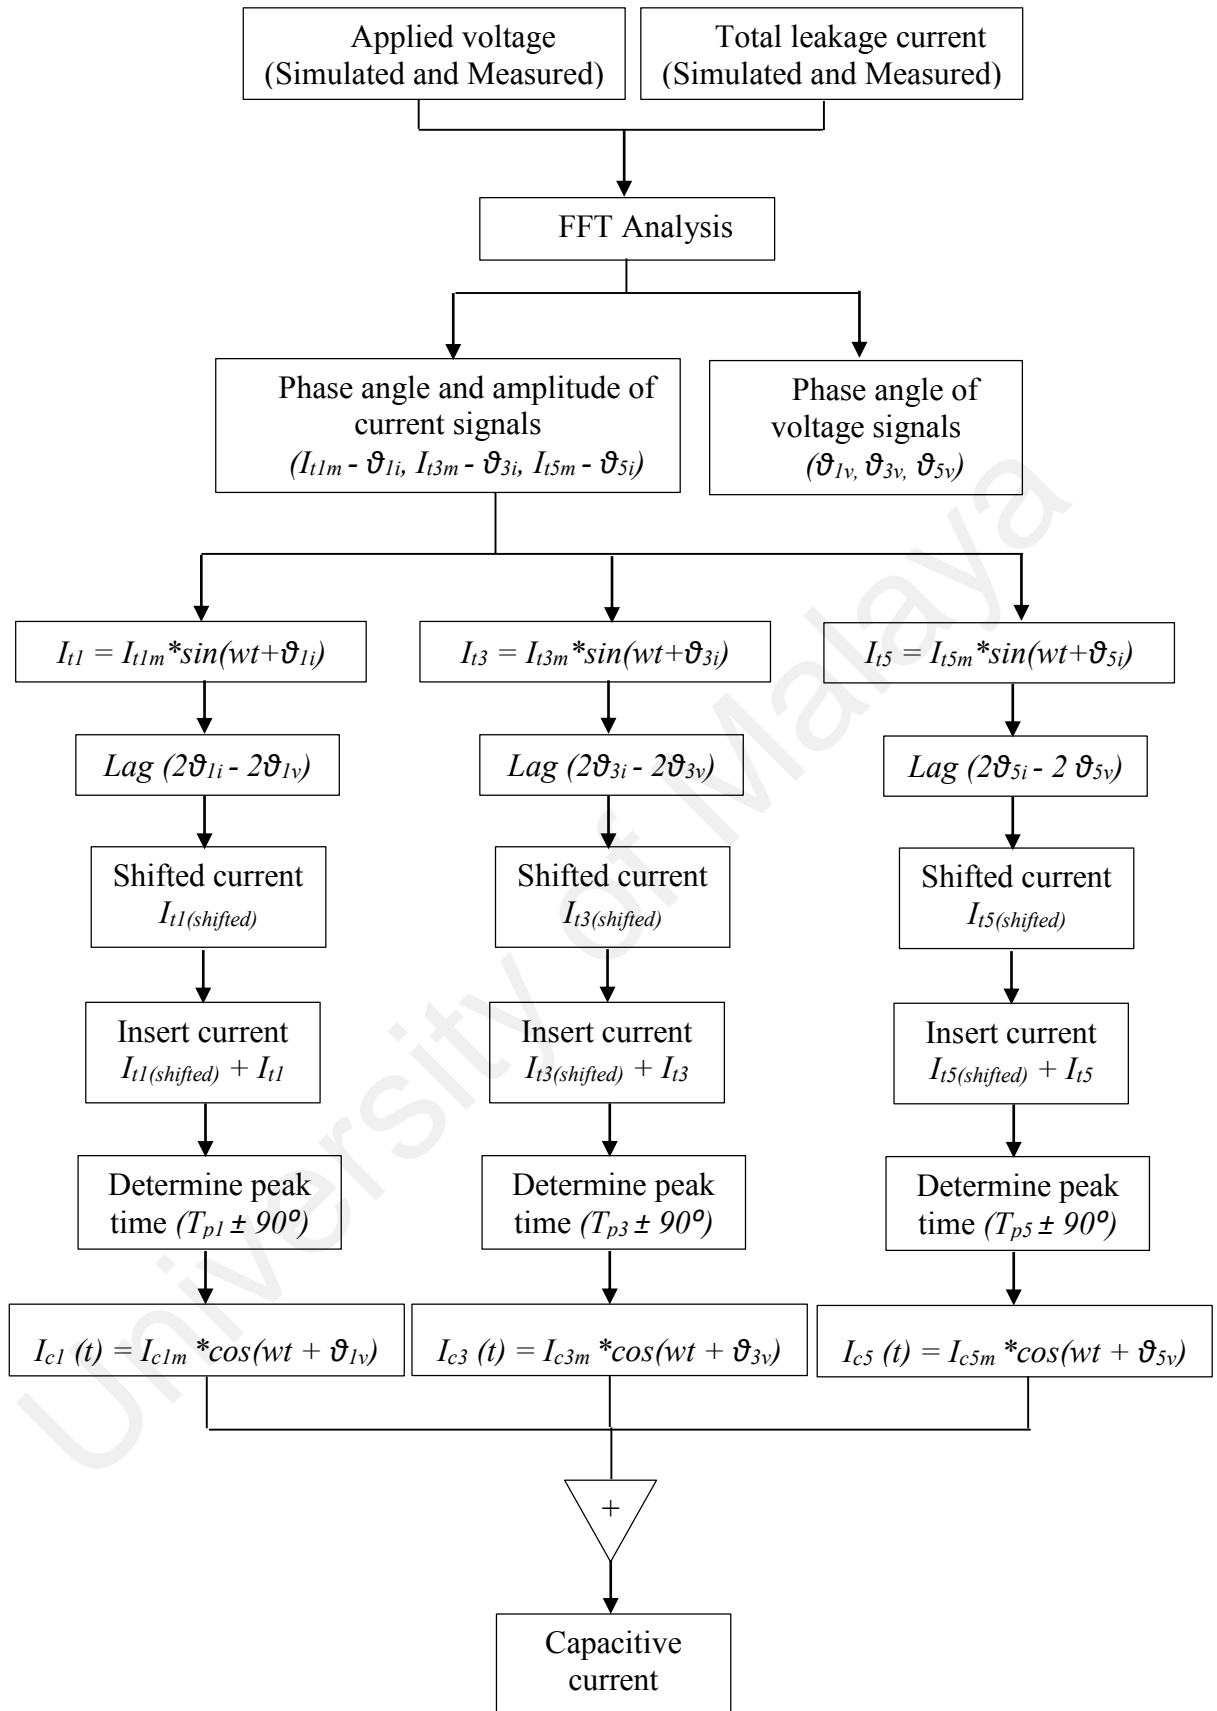 Applied voltage
(Simulated and Measured)
Total leakage current
(Simulated and Measured)
FFT Analysis
Phase angle and amplitude of
current signals
(It1m - ϑ1i, It3m - ϑ3i, It5m - ϑ5i)
Phase angle of
voltage signals
(ϑ1v, ϑ3v, ϑ5v)
It1 = It1m*sin(wt+ϑ1i)
It3 = It3m*sin(wt+ϑ3i)
It5 = It5m*sin(wt+ϑ5i)
Lag (2ϑ1i - 2ϑ1v)
Lag (2ϑ3i - 2ϑ3v)
Lag (2ϑ5i - 2 ϑ5v)
Shifted current
It1(shifted)
Shifted current
It3(shifted)
Shifted current
It5(shifted)
Insert current
It1(shifted) + It1
Insert current
It3(shifted) + It3
Insert current
It5(shifted) + It5
Determine peak
time (Tp1 ± 90º)
Determine peak
time (Tp3 ± 90º)
Determine peak
time (Tp5 ± 90º)
Ic1 (t) = Ic1m *cos(wt + ϑ1v)
Ic3 (t) = Ic3m *cos(wt + ϑ3v)
Ic5 (t) = Ic5m *cos(wt + ϑ5v)
+
Capacitive
current
University of Malaya